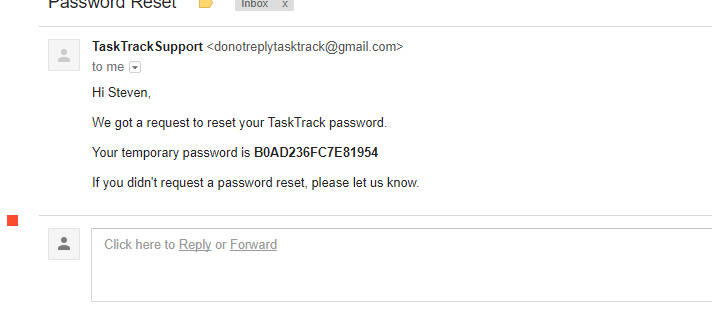 Password Reset Inbox x
TaskTrackSupport <donotreplytasktrack@gmail.com>
to me
Hi Steven,
We got a request to reset your TaskTrack password.
Your temporary password is B0AD236FC7E81954
If you didn't request a password reset, please let us know.
Click here to Reply or Forward